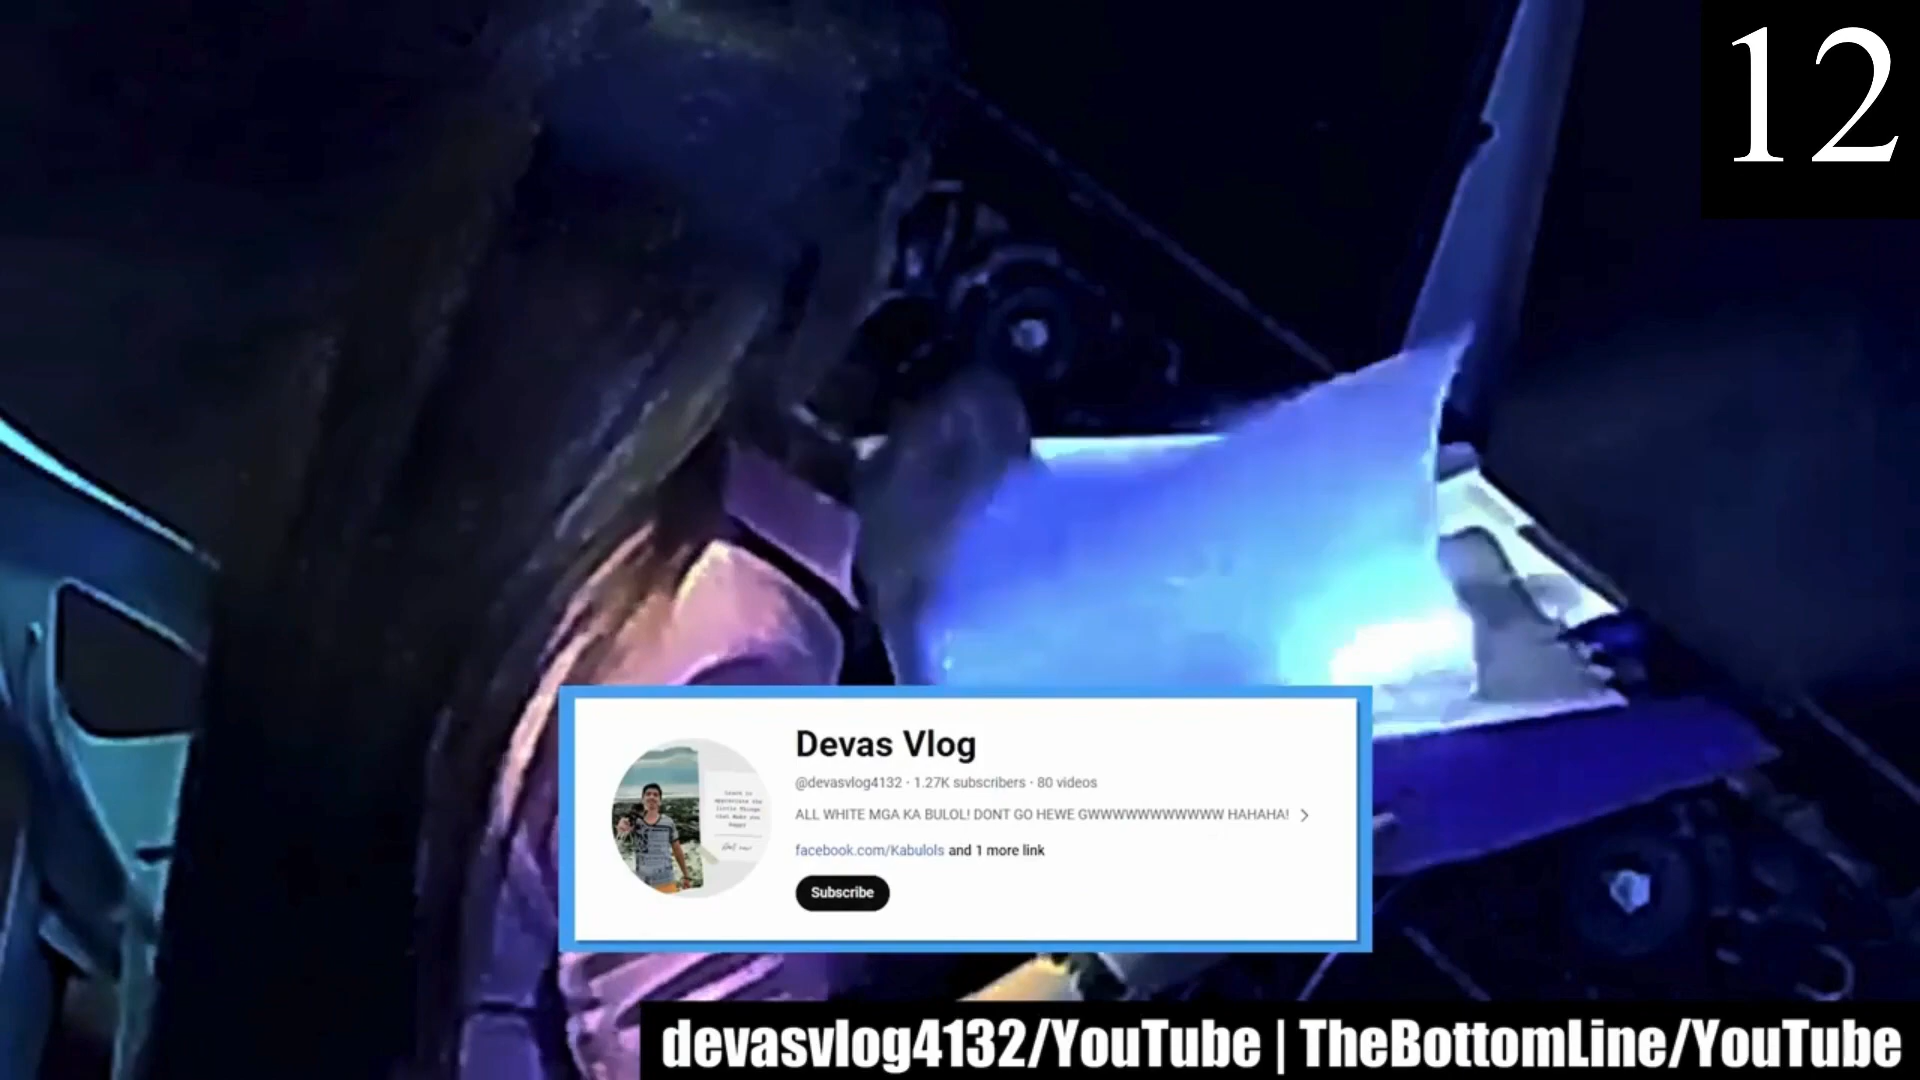 12
Devas Vlog
@devasvlog4132 · 1.27K subscribers · 80 videos
ALL WHITE MGA KA BULOL! DONT GO HEWE GWWWWWWWWWWW HAHAHA!
facebook.com/Kabulols and 1 more link
Subscribe
devasvlog4132/YouTube | TheBottomLine/YouTube